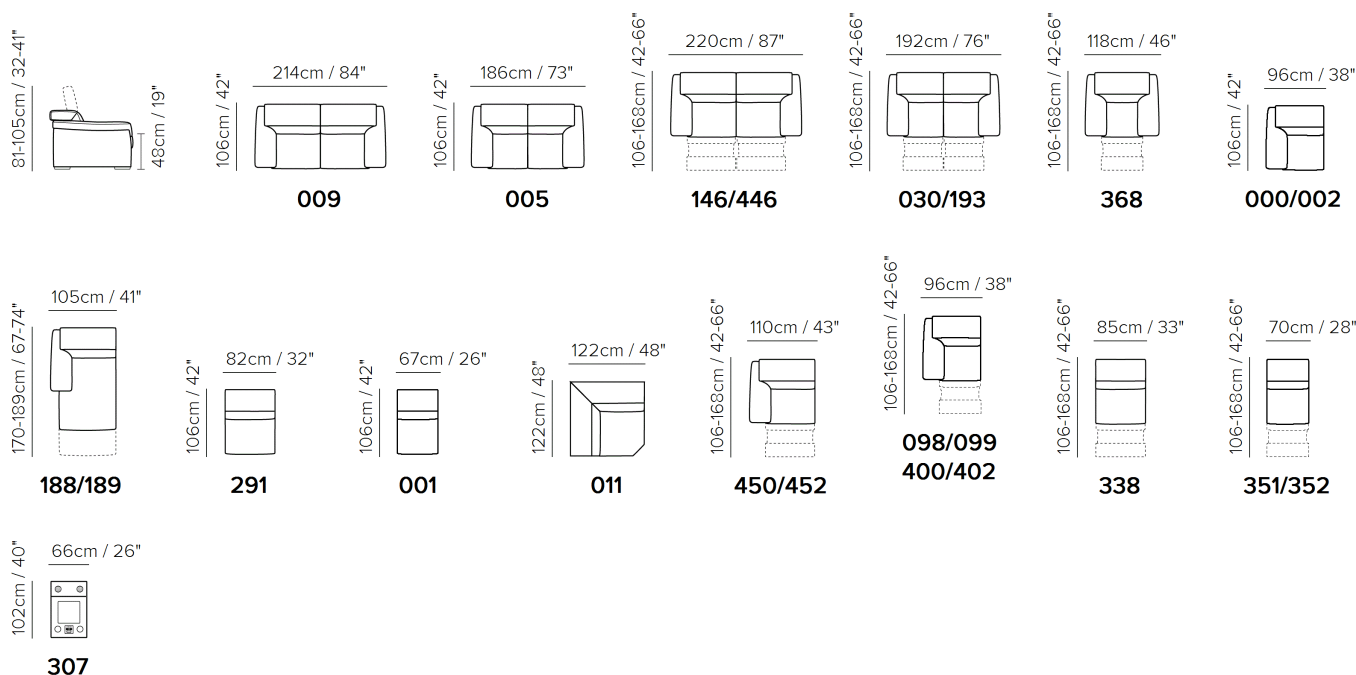 81-105cm / 32-41"
48cm / 19"
106cm / 42"
214cm / 84"
009
106cm / 42"
186cm / 73"
005
106-168cm / 42-66"
220cm / 87"
146/446
106-168cm / 42-66"
192cm / 76"
030/193
106-168cm / 42-66"
118cm / 46"
368
106cm / 42"
96cm / 38"
000/002
170-189cm / 67-74"
105cm / 41"
188/189
106cm / 42"
82cm / 32"
291
106cm / 42"
67cm / 26"
001
122cm / 48"
122cm / 48"
011
106-168cm / 42-66"
110cm / 43"
450/452
106-168cm / 42-66"
96cm / 38"
098/099
400/402
106-168cm / 42-66"
85cm / 33"
338
106-168cm / 42-66"
70cm / 28"
351/352
102cm / 40"
66cm / 26"
307